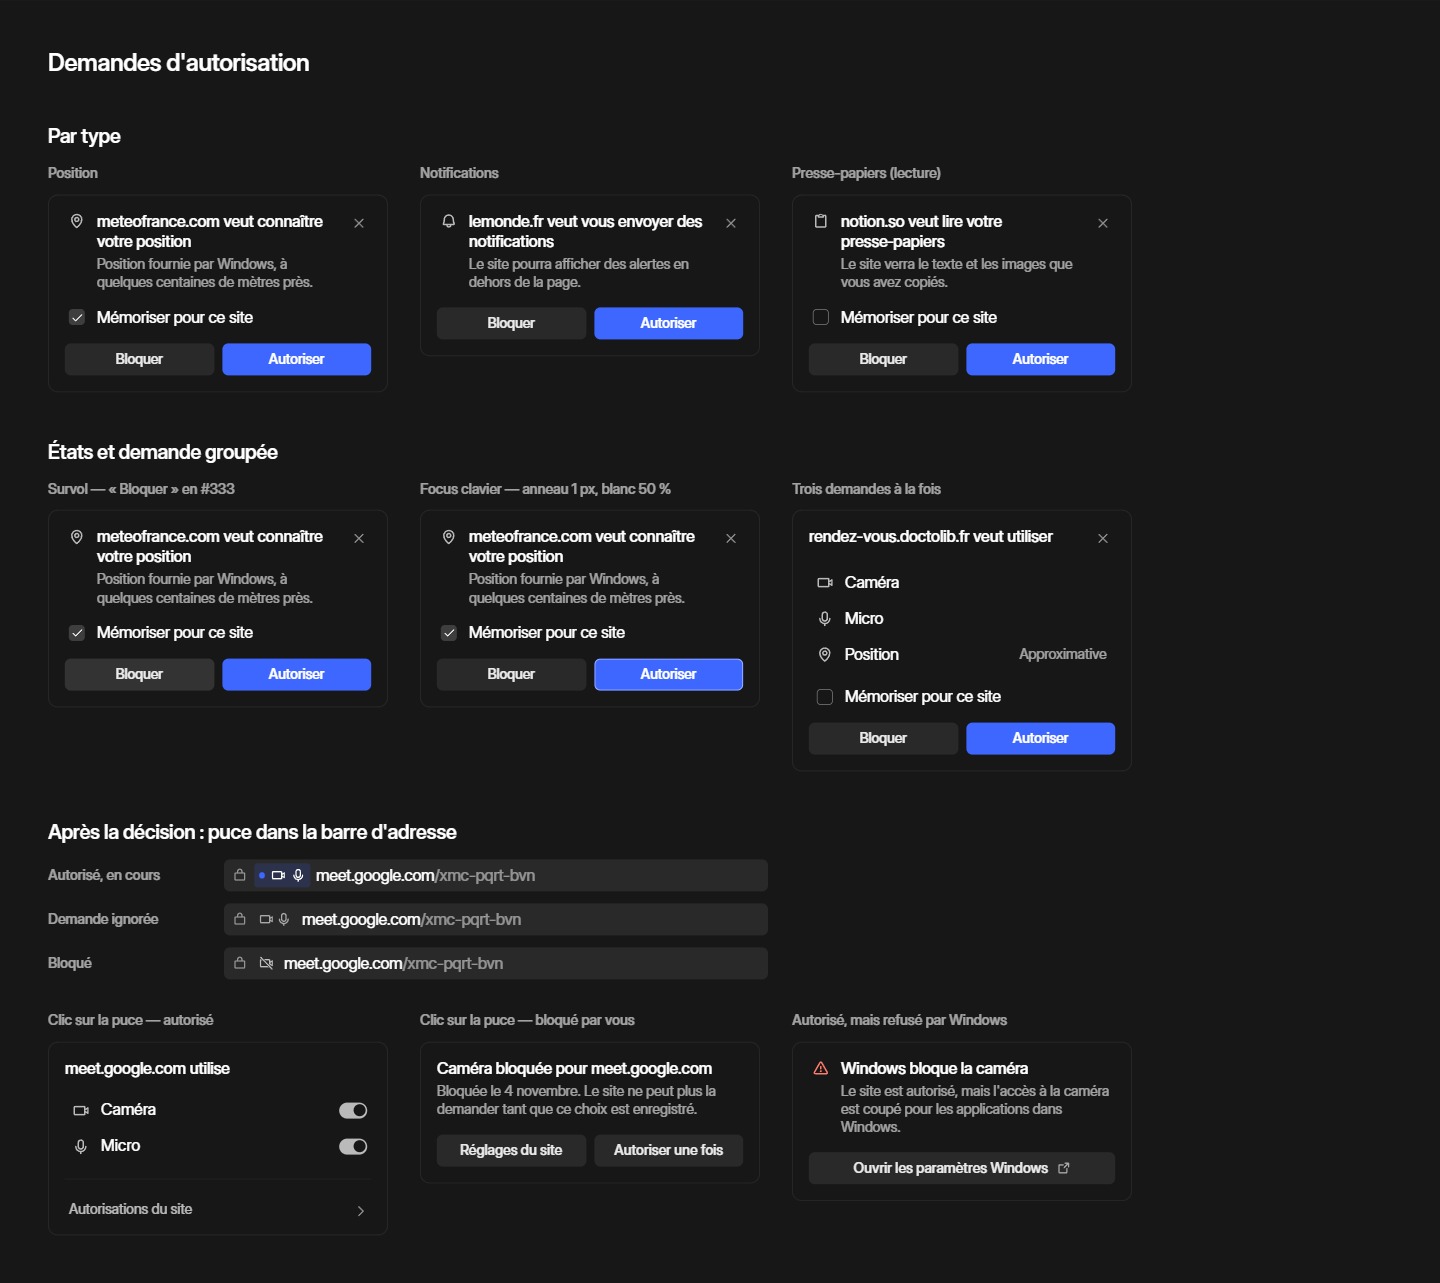 Demandes d'autorisation
Par type
Position
meteofrance.com veut connaître
votre position
Position fournie par Windows, à
quelques centaines de mètres près.
Mémoriser pour ce site
Bloquer
Autoriser
Notifications
lemonde.fr veut vous envoyer des
notifications
Le site pourra afficher des alertes en
dehors de la page.
Bloquer
Autoriser
Presse-papiers (lecture)
notion.so veut lire votre
presse-papiers
Le site verra le texte et les images que
vous avez copiés.
Mémoriser pour ce site
Bloquer
Autoriser
États et demande groupée
Survol — « Bloquer » en #333
meteofrance.com veut connaître
votre position
Position fournie par Windows, à
quelques centaines de mètres près.
Mémoriser pour ce site
Bloquer
Autoriser
Focus clavier — anneau 1 px, blanc 50 %
meteofrance.com veut connaître
votre position
Position fournie par Windows, à
quelques centaines de mètres près.
Mémoriser pour ce site
Bloquer
Autoriser
Trois demandes à la fois
rendez-vous.doctolib.fr veut utiliser
Caméra
Micro
Position
Approximative
Mémoriser pour ce site
Bloquer
Autoriser
Après la décision : puce dans la barre d'adresse
Autorisé, en cours
meet.google.com/xmc-pqrt-bvn
Demande ignorée
meet.google.com/xmc-pqrt-bvn
Bloqué
meet.google.com/xmc-pqrt-bvn
Clic sur la puce — autorisé
meet.google.com utilise
Caméra
Micro
Autorisations du site
Clic sur la puce — bloqué par vous
Caméra bloquée pour meet.google.com
Bloquée le 4 novembre. Le site ne peut plus la
demander tant que ce choix est enregistré.
Réglages du site
Autoriser une fois
Autorisé, mais refusé par Windows
Windows bloque la caméra
Le site est autorisé, mais l'accès à la caméra
est coupé pour les applications dans
Windows.
Ouvrir les paramètres Windows